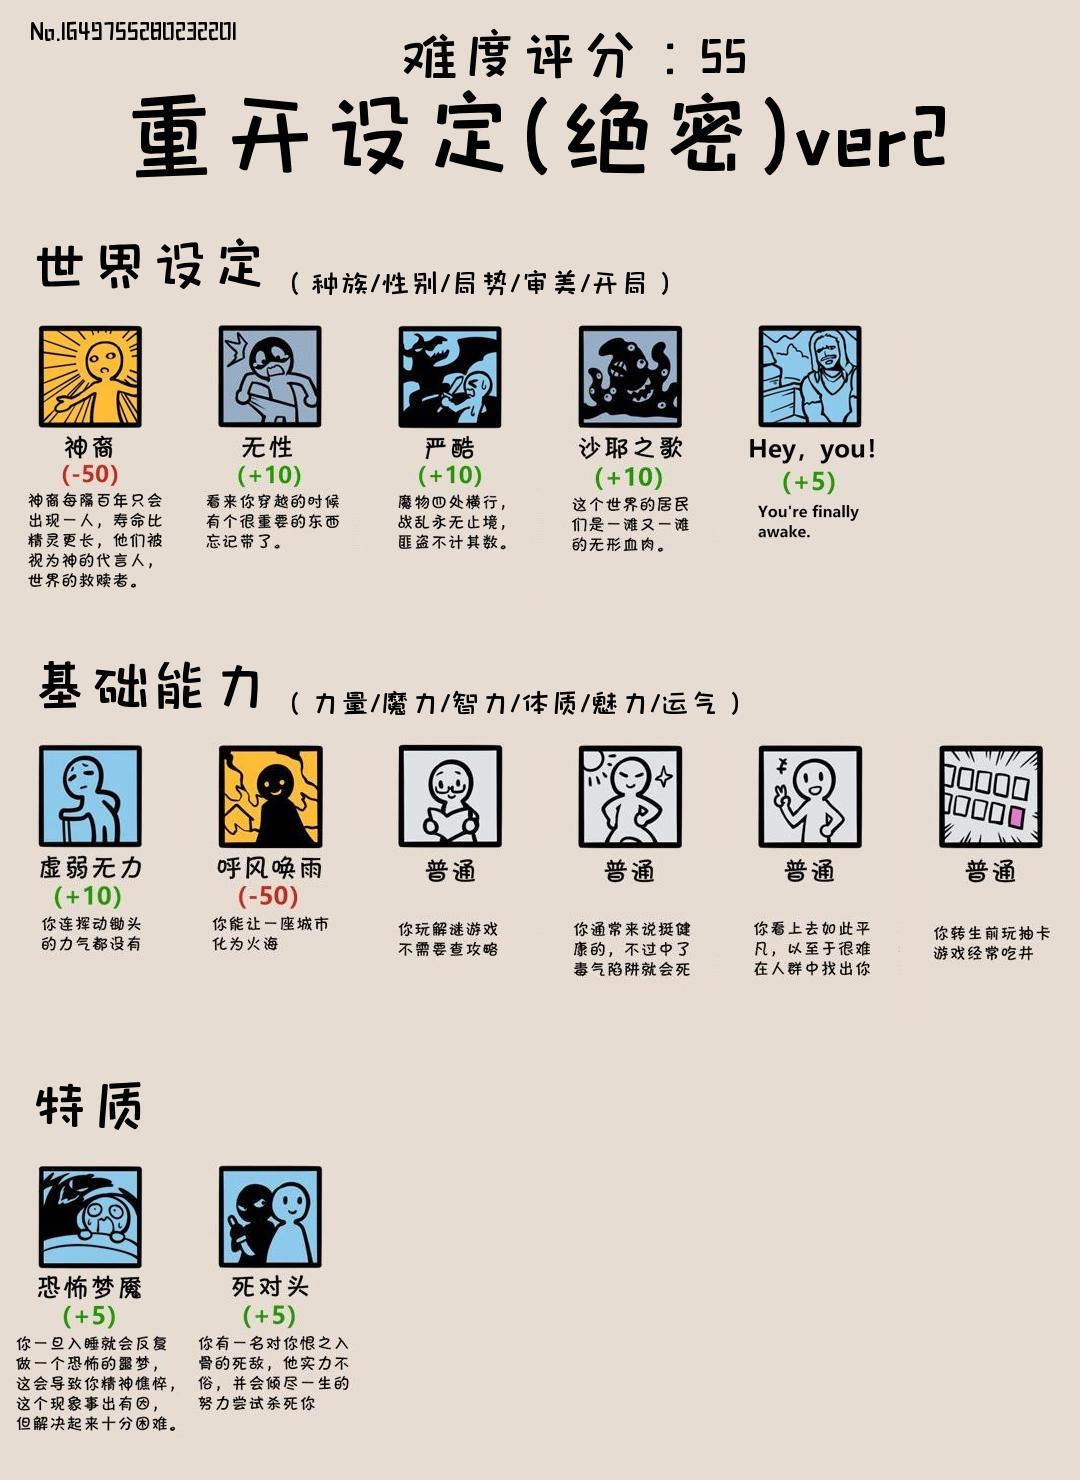 No.1649755280232201
难度评分：55
重开设定(绝密)ver2
世界设定（种族/性别/局势/审美/开局）
神裔
(-50)
神裔每隔百年只会
出现一人，寿命比
精灵更长，他们被
视为神的代言人，
世界的救赎者。
无性
(+10)
看来你穿越的时候
有个很重要的东西
忘记带了。
严酷
(+10)
魔物四处横行，
战乱永无止境，
匪盗不计其数。
沙耶之歌
(+10)
这个世界的居民
们是一滩又一滩
的无形血肉。
Hey, you!
(+5)
You're finally
awake.
基础能力（力量/魔力/智力/体质/魅力/运气）
虚弱无力
(+10)
你连挥动锄头
的力气都没有
呼风唤雨
(-50)
你能让一座城市
化为火海
普通
你玩解谜游戏
不需要查攻略
普通
你通常来说挺健
康的，不过中了
毒气陷阱就会死
普通
你看上去如此平
凡，以至于很难
在人群中找出你
普通
你转生前玩抽卡
游戏经常吃井
特质
恐怖梦魇
(+5)
你一旦入睡就会反复
做一个恐怖的噩梦，
这会导致你精神憔悴，
这个现象事出有因，
但解决起来十分困难。
死对头
(+5)
你有一名对你恨之入
骨的死敌，他实力不
俗，并会倾尽一生的
努力尝试杀死你